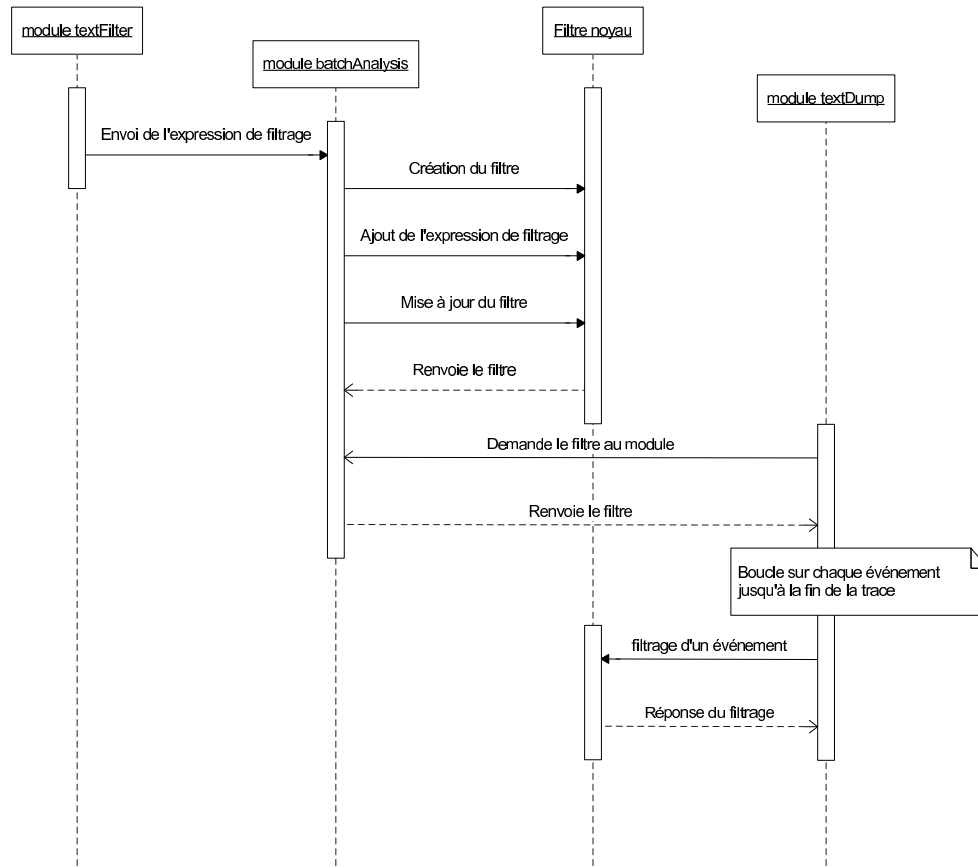 module textFilter
Filtre noyau
module batchAnalysis
module textDump
Envoi de l'expression de filtrage
Création du filtre
Ajout de l'expression de filtrage
Mise à jour du filtre
Renvoie le filtre
Demande le filtre au module
Renvoie le filtre
Boucle sur chaque événement
jusqu'à la fin de la trace
filtrage d'un événement
Réponse du filtrage